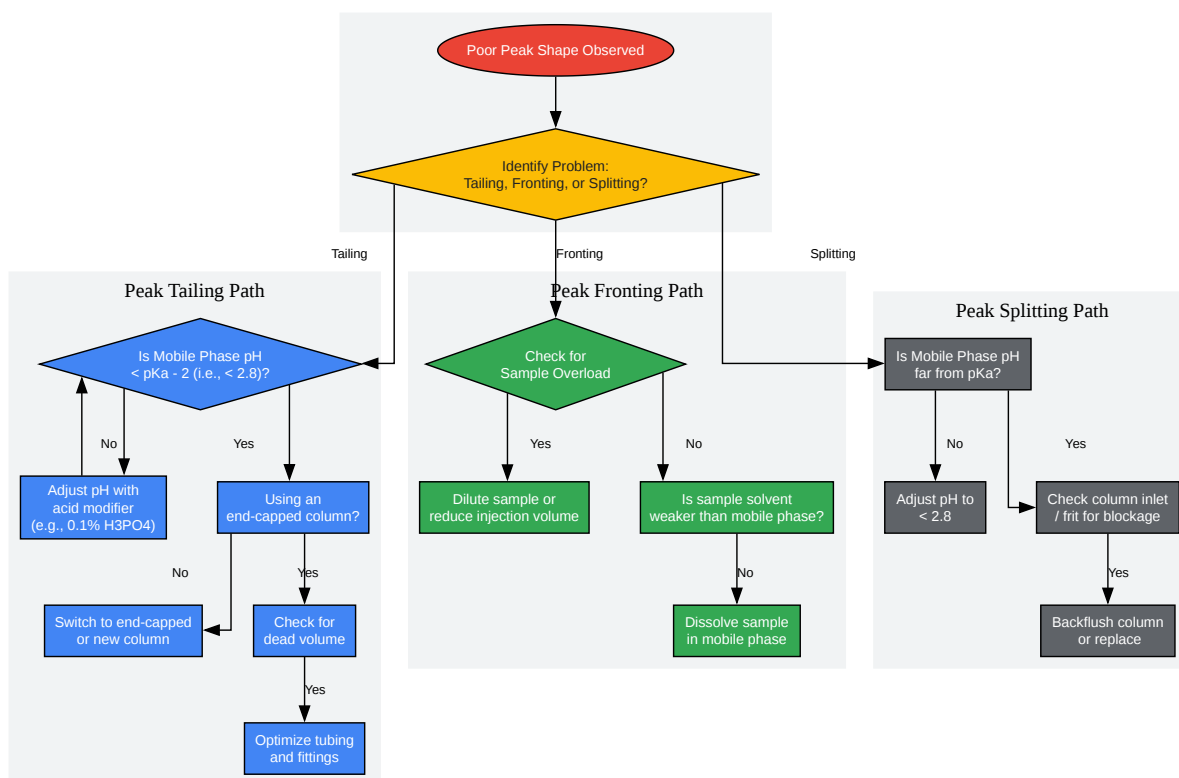 Poor Peak Shape Observed
Identify Problem:
Tailing, Fronting, or Splitting?
Tailing
Fronting
Splitting
Peak Tailing Path
Is Mobile Phase pH
< pKa - 2 (i.e., < 2.8)?
No
Yes
Adjust pH with
acid modifier
(e.g., 0.1% H3PO4)
Using an
end-capped column?
No
Yes
Switch to end-capped
or new column
Check for
dead volume
Yes
Optimize tubing
and fittings
Peak Fronting Path
Check for
Sample Overload
Yes
No
Dilute sample or
reduce injection volume
Is sample solvent
weaker than mobile phase?
No
Dissolve sample
in mobile phase
Peak Splitting Path
Is Mobile Phase pH
far from pKa?
No
Yes
Adjust pH to
< 2.8
Check column inlet
/ frit for blockage
Yes
Backflush column
or replace